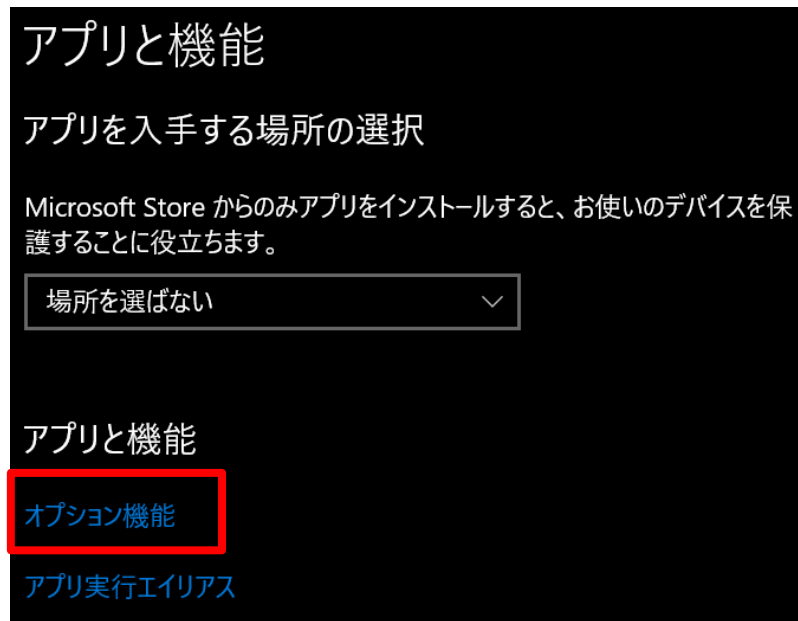 アプリと機能
アプリを入手する場所の選択
Microsoft Store からのみアプリをインストールすると、お使いのデバイスを保
護することに役立ちます。
場所を選ばない
アプリと機能
オプション機能
アプリ実行エイリアス